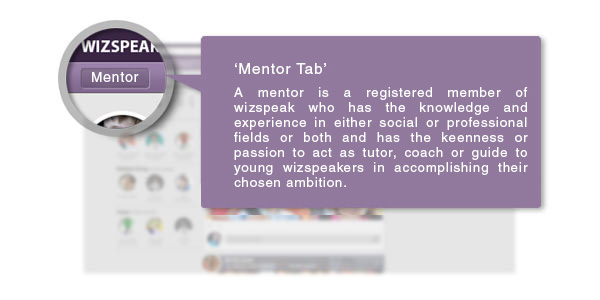 WIZSPEAK
Mentor
‘Mentor Tab’
A mentor is a registered member of
wizspeak who has the knowledge and
experience in either social or professional
fields or both and has the keenness or
passion to act as tutor, coach or guide to
young wizspeakers in accomplishing their
chosen ambition.